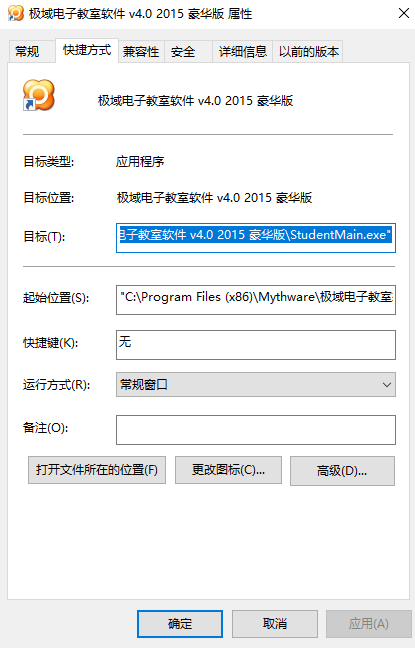 极域电子教室软件 v4.0 2015 豪华版 属性
常规 快捷方式 兼容性 安全 详细信息 以前的版本
极域电子教室软件 v4.0 2015 豪华版
目标类型: 应用程序
目标位置: 极域电子教室软件 v4.0 2015 豪华版
目标(T): 电子教室软件 v4.0 2015 豪华版\StudentMain.exe"
起始位置(S): "C:\Program Files (x86)\Mythware\极域电子教室
快捷键(K): 无
运行方式(R): 常规窗口
备注(O):
打开文件所在的位置(F) 更改图标(C)... 高级(D)...
确定 取消 应用(A)